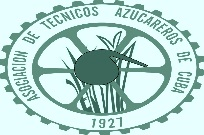 ASOCIACION DE TECNICOS AZUCAREROS DE CUBA
1927